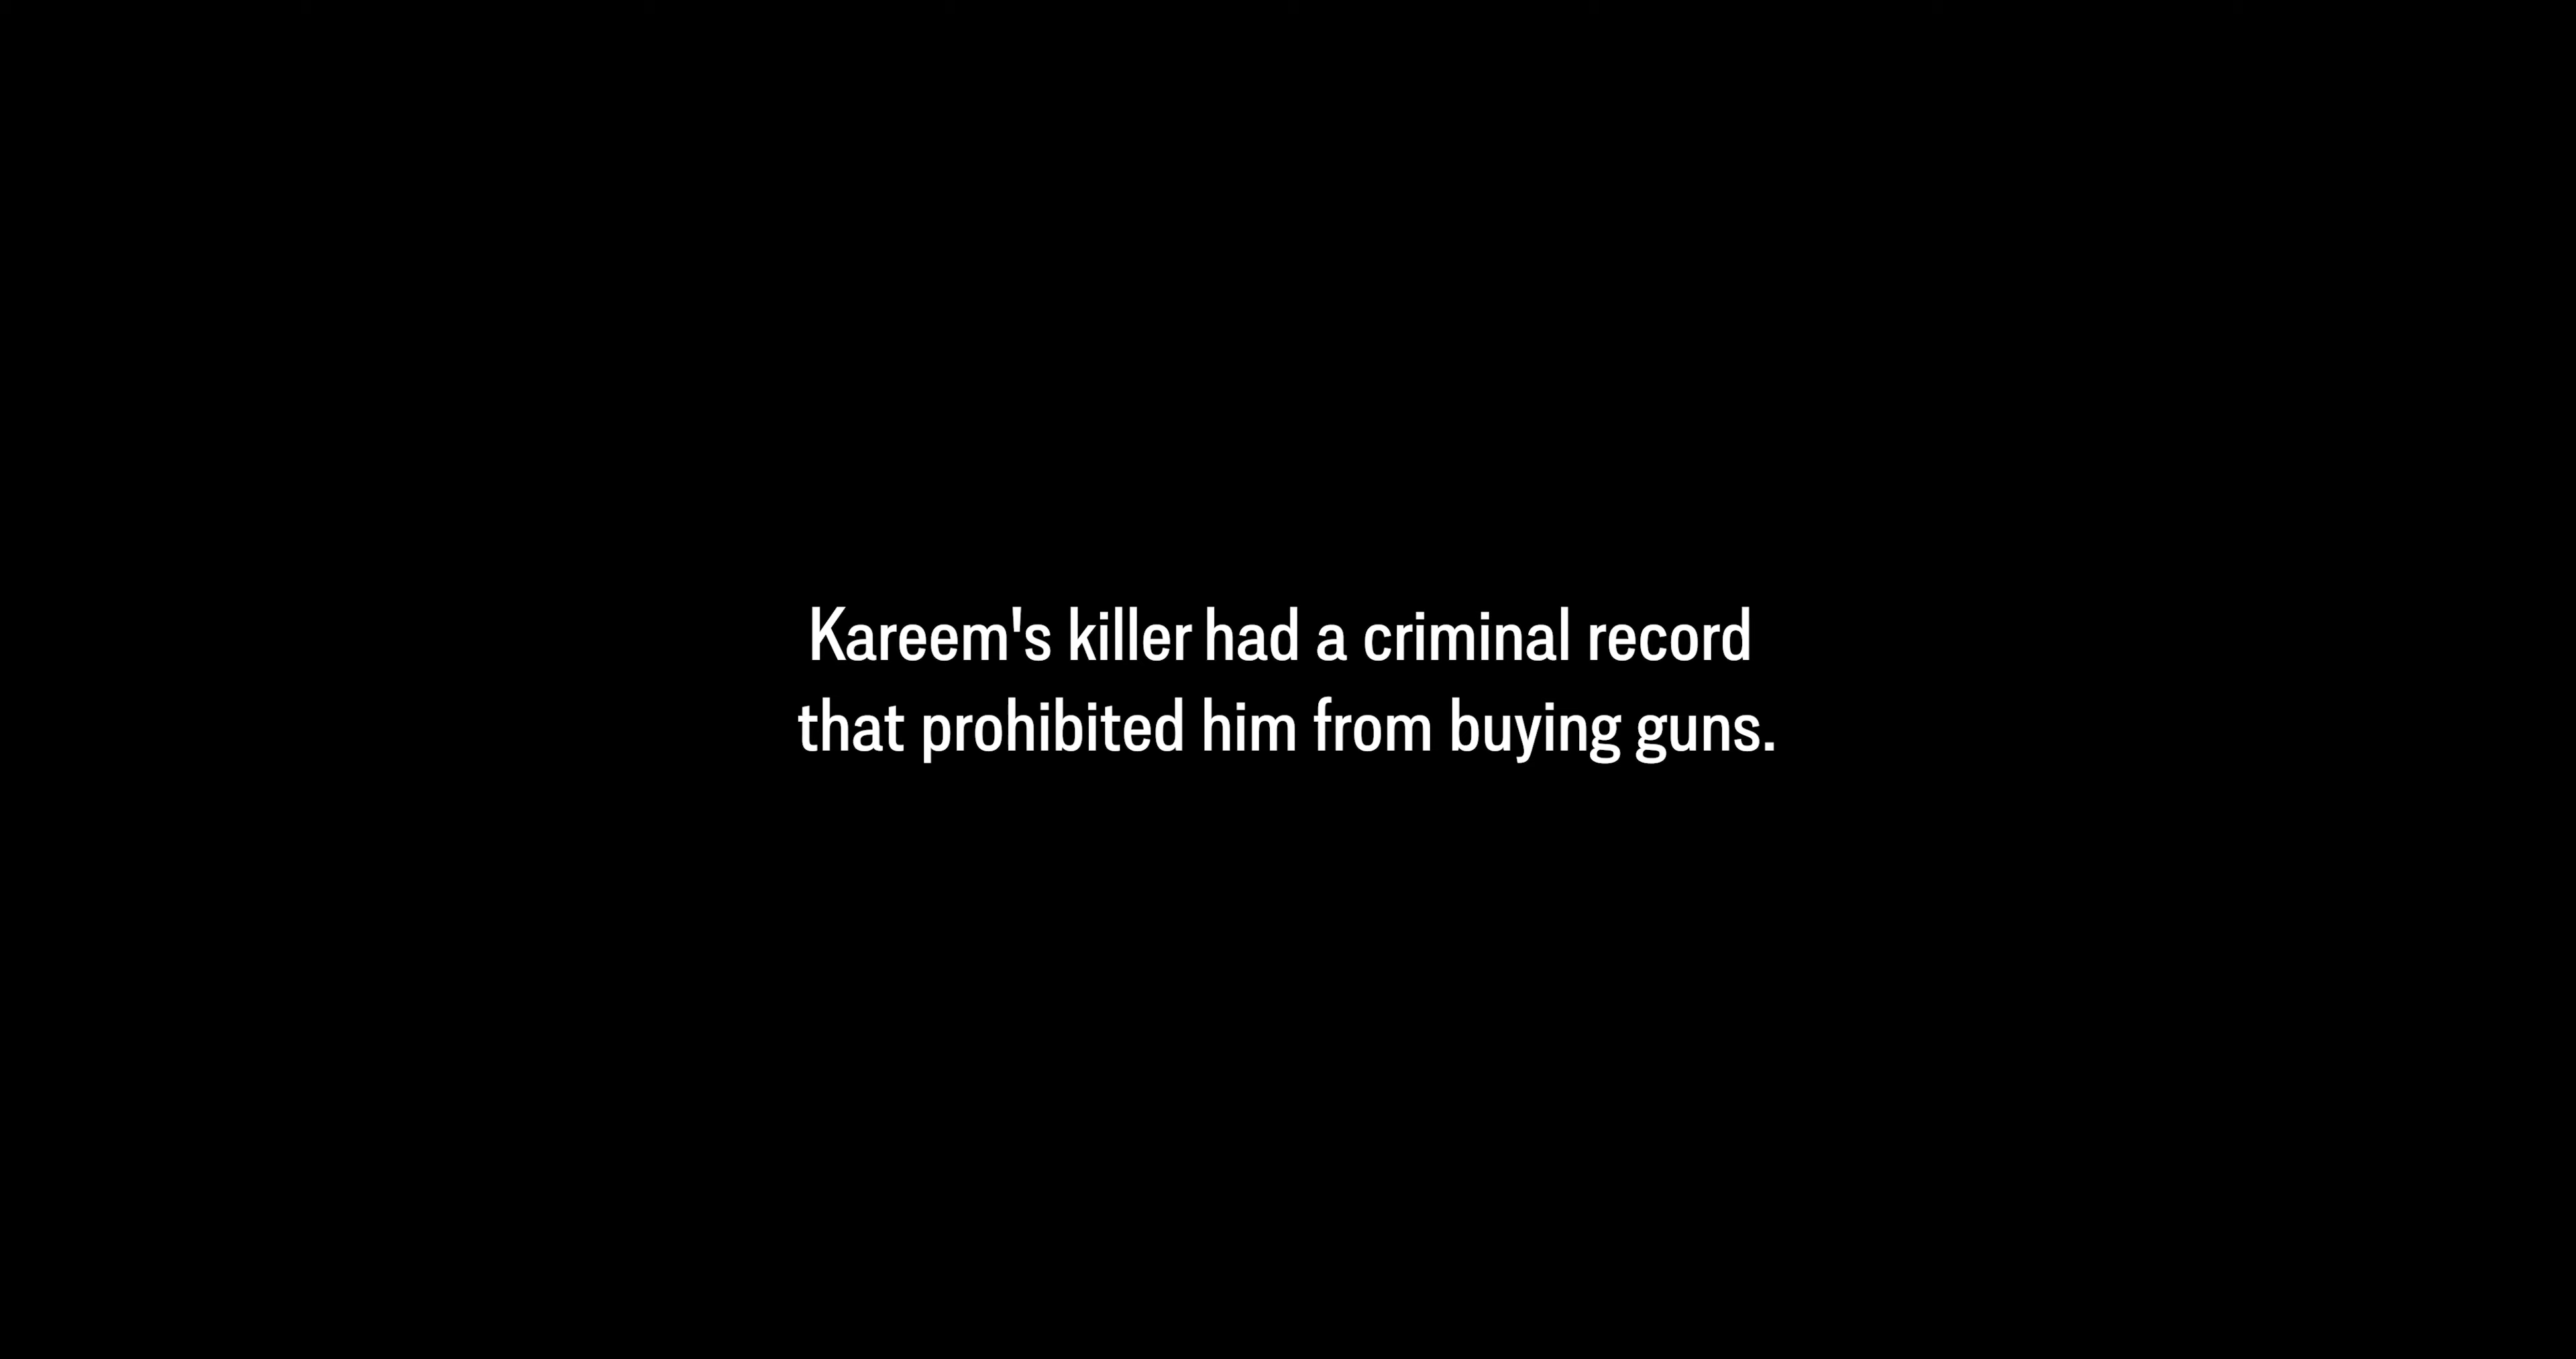 Kareem's killer had a criminal record
that prohibited him from buying guns.